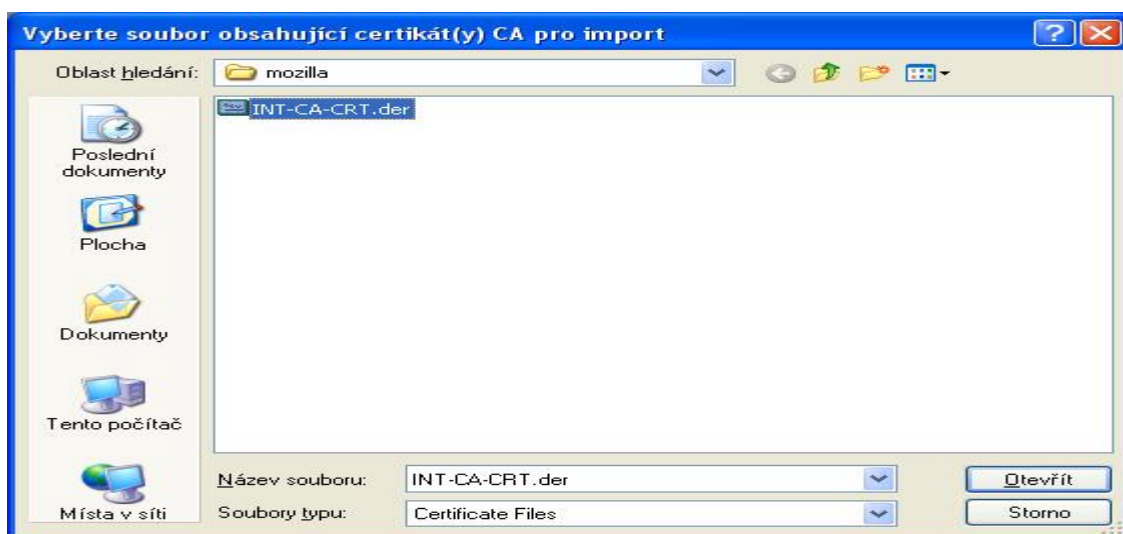 Vyberte soubor obsahující certikát(y) CA pro import
Oblast hledání:
mozilla
INT-CA-CRT.der
Poslední
dokumenty
Plocha
Dokumenty
Tento počítač
Místa v síti
Název souboru:
INT-CA-CRT.der
Otevřít
Soubory typu:
Certificate Files
Storno